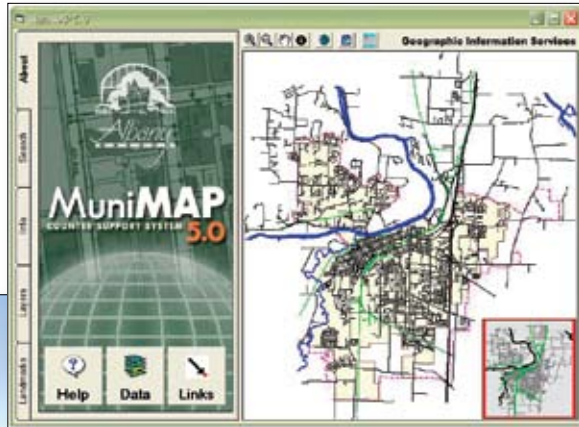 Geographic Information Services
About
Search
Info
Layers
Landmarks
Albany
MuniMAP
COUNTER SUPPORT SYSTEM 5.0
Help Data Links